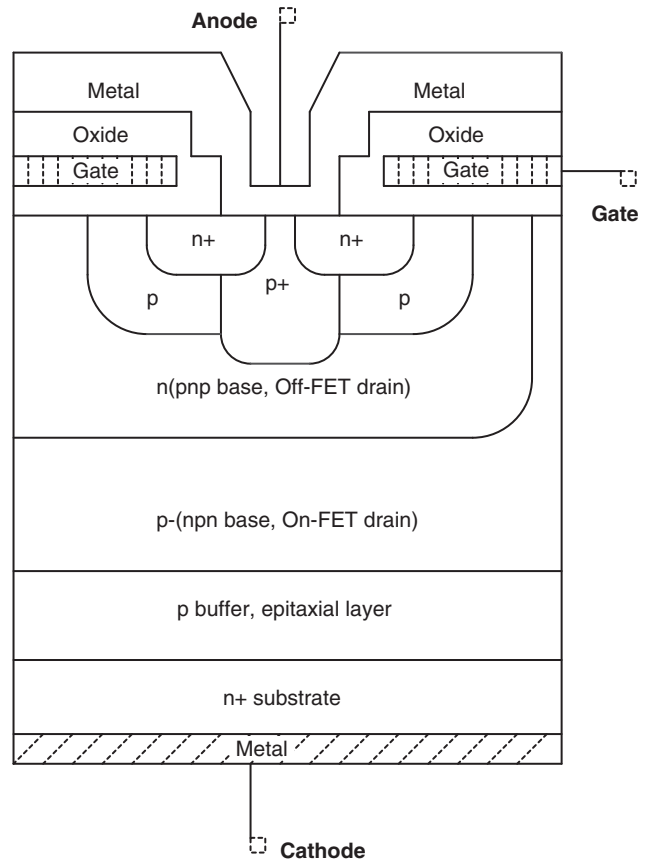 Anode
Metal
Metal
Oxide
Oxide
Gate
Gate
Gate
n+
n+
p+
p
p
n(pnp base, Off-FET drain)
p-(npn base, On-FET drain)
p buffer, epitaxial layer
n+ substrate
Metal
Cathode